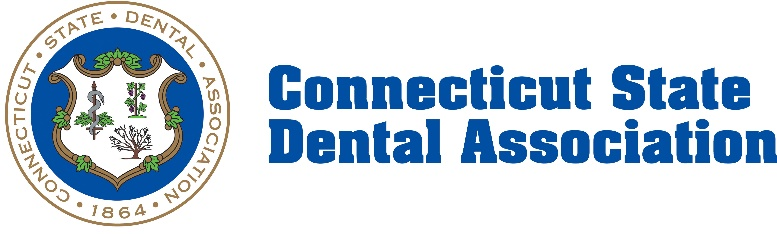 CONNECTICUT • STATE • DENTAL • ASSOCIATION • 1864 •
Connecticut State
Dental Association